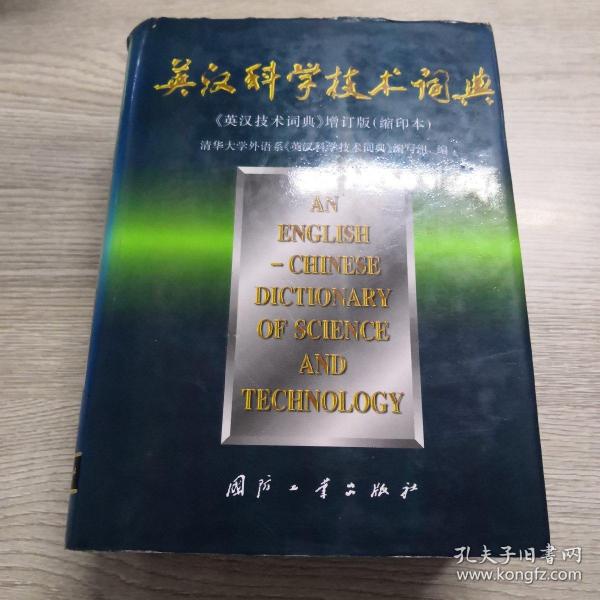 英汉科学技术词典
《英汉技术词典》增订版(缩印本)
清华大学外语系《英汉科学技术词典》编写组 编
AN
ENGLISH
－CHINESE
DICTIONARY
OF SCIENCE
AND
TECHNOLOGY
国防工业出版社
孔夫子旧书网
www.kongfz.com